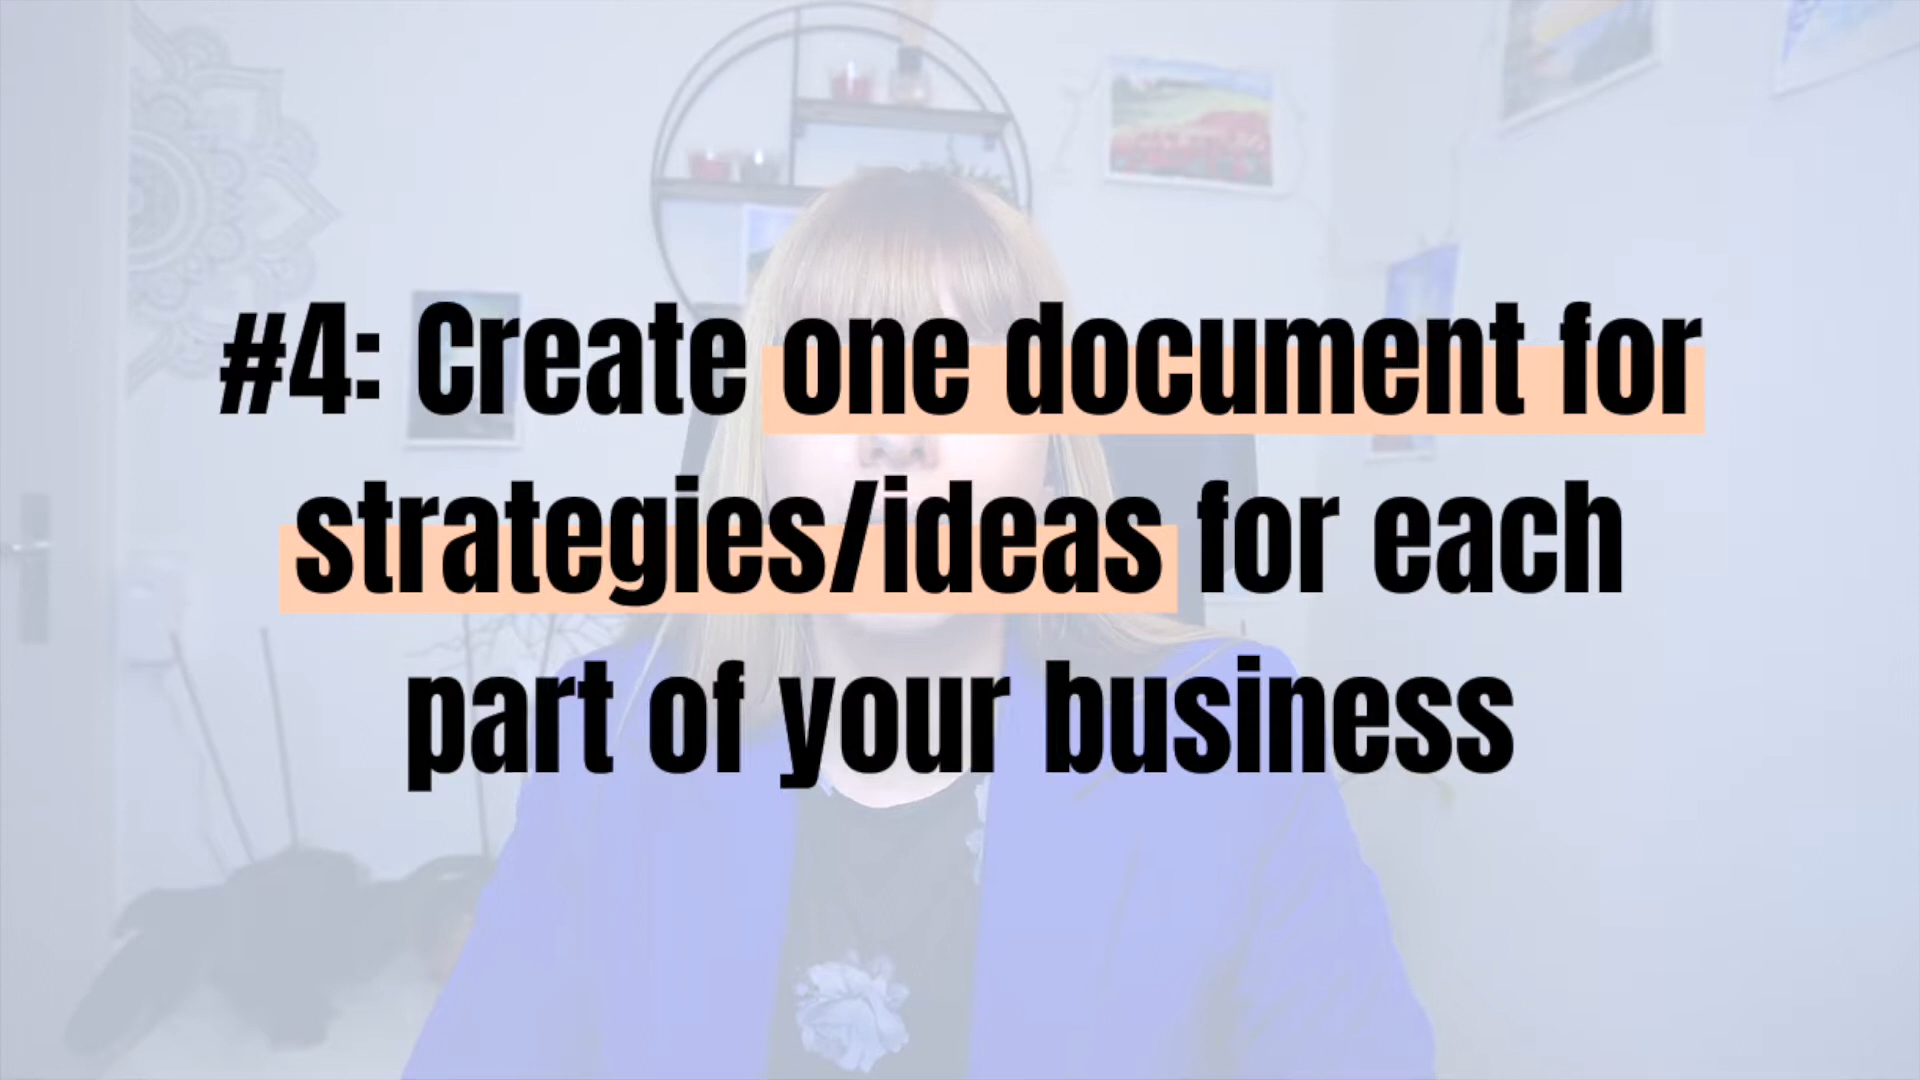 #4: Create one document for
strategies/ideas for each
part of your business